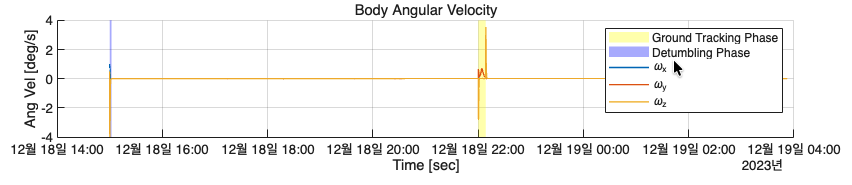 Body Angular Velocity
Ang Vel [deg/s]
4
2
0
-2
-4
Ground Tracking Phase
Detumbling Phase
ωx
ωy
ωz
12월 18일 14:00 12월 18일 16:00 12월 18일 18:00 12월 18일 20:00 12월 18일 22:00 12월 19일 00:00 12월 19일 02:00 12월 19일 04:00
Time [sec]
2023년